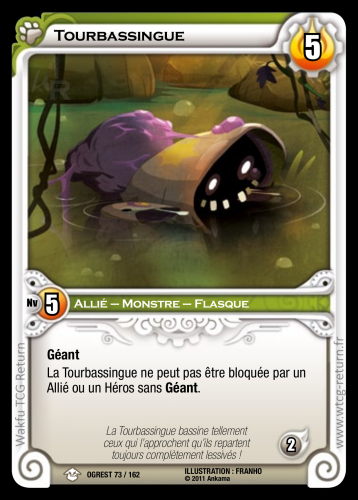 TOURBASSINGUE
5
NV 5 ALLIÉ – MONSTRE – FLASQUE
Géant
La Tourbassingue ne peut pas être bloquée par un
Allié ou un Héros sans Géant.
La Tourbassingue bassine tellement
ceux qui l'approchent qu'ils repartent
toujours complètement lessivés !
2
OGREST 73 / 162
ILLUSTRATION : FRANHO
© 2011 Ankama
Wakfu TCG Return
www.wtcg-return.fr